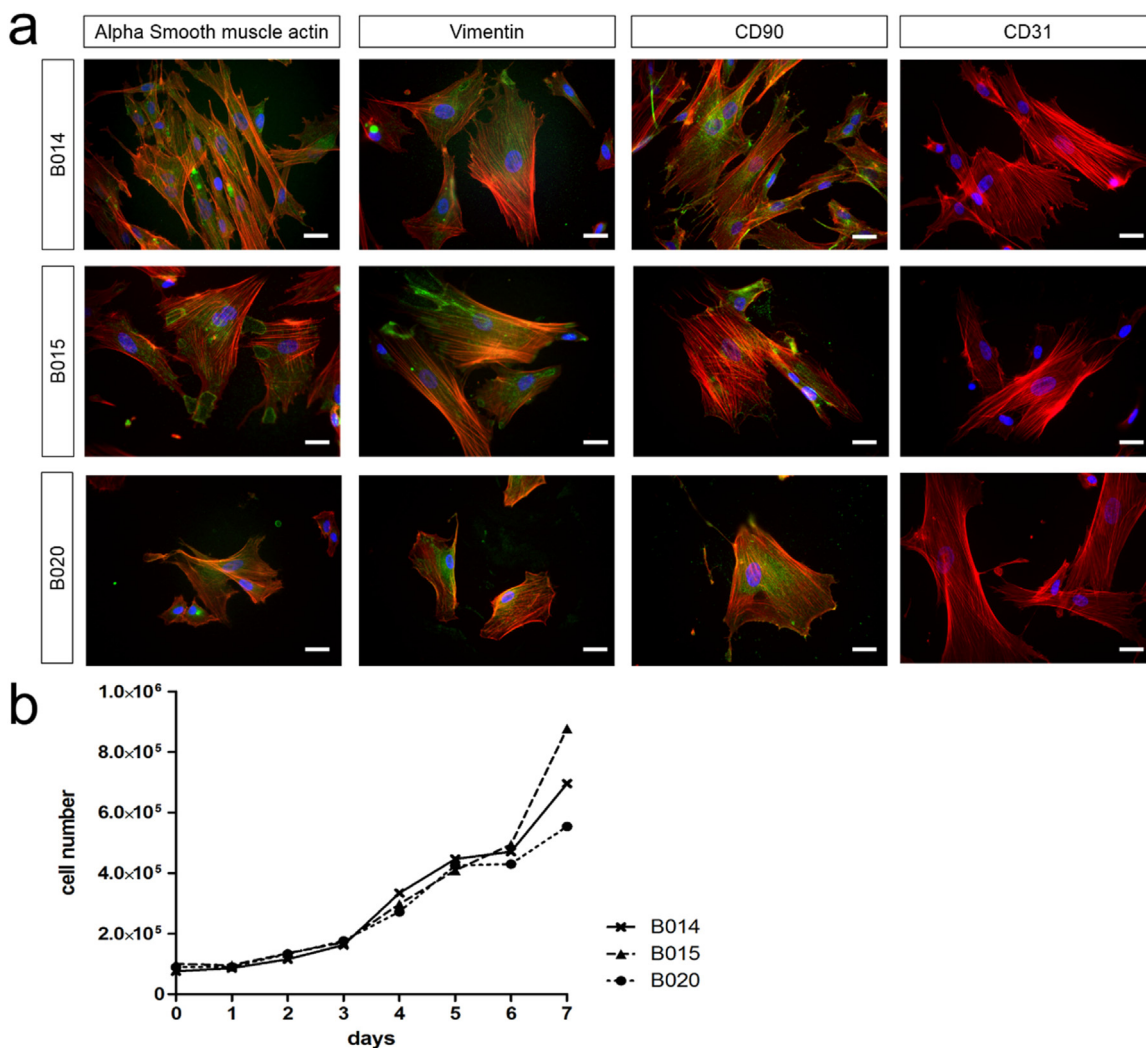 a
Alpha Smooth muscle actin Vimentin CD90 CD31
B014
B015
B020
b
1.0×10⁶
8.0×10⁵
6.0×10⁵
4.0×10⁵
2.0×10⁵
0
cell number
0 1 2 3 4 5 6 7
days
B014
B015
B020